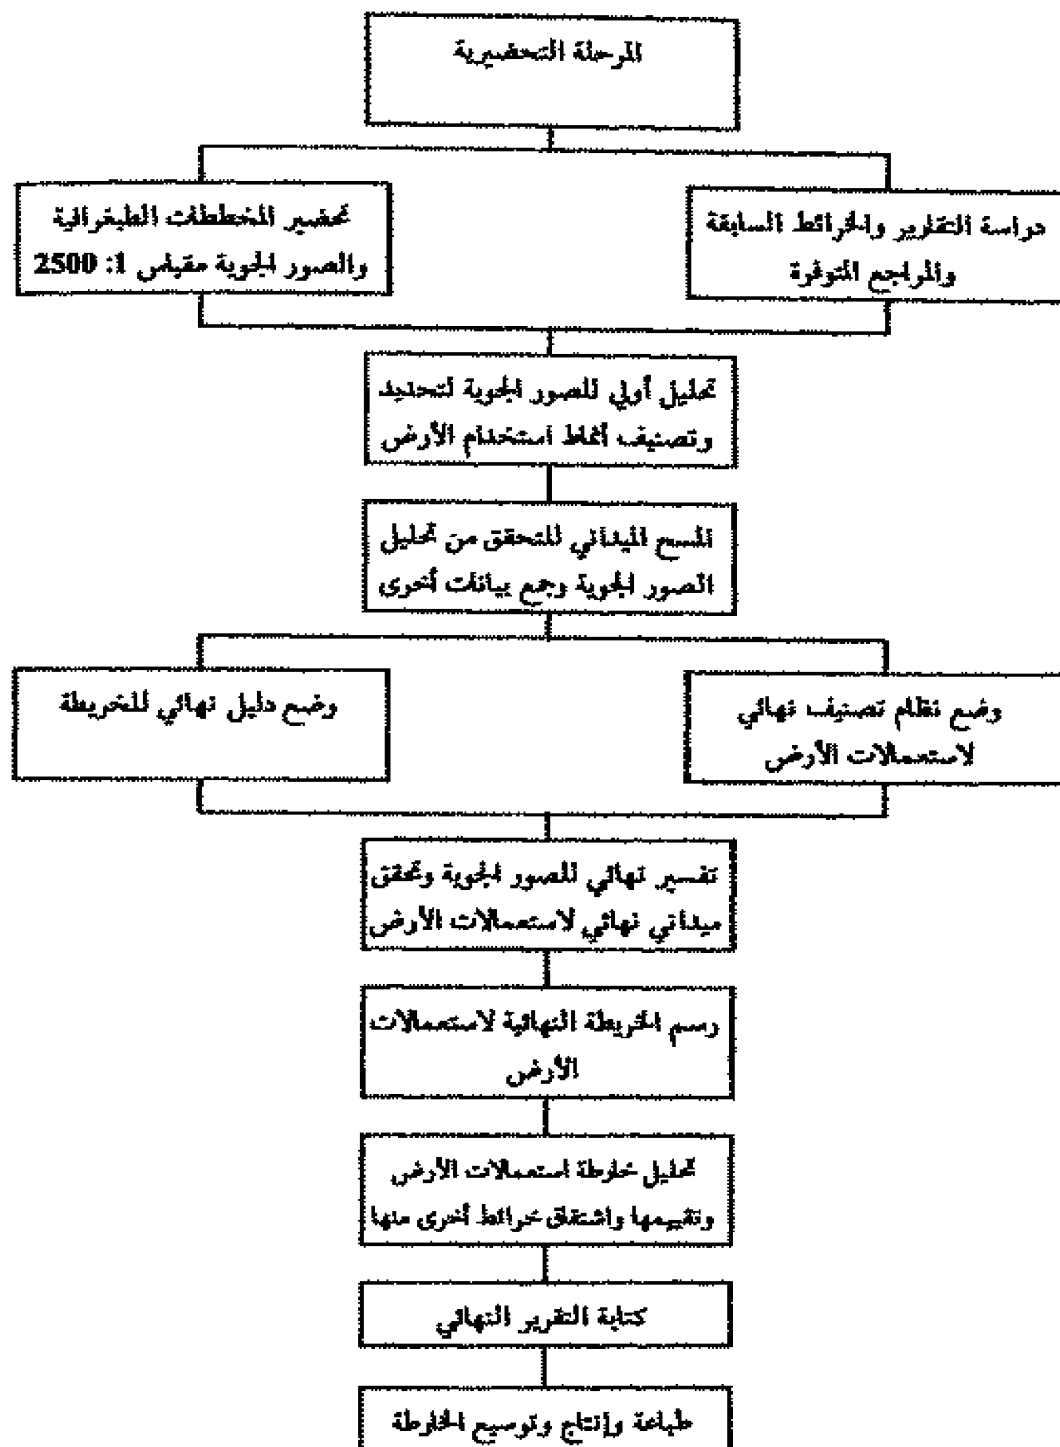 المرحلة التحضيرية
دراسة التقارير والخرائط السابقة
والمراجع المتوفرة
تحضير المخططات الطبغرافية
والصور الجوية مقياس 1: 2500
تحليل أولي للصور الجوية لتحديد
وتصنيف أنماط استخدام الأرض
المسح الميداني للتحقق من تحليل
الصور الجوية وجمع بيانات أخرى
وضع نظام تصنيف نهائي
لاستعمالات الأرض
وضع دليل نهائي للخريطة
تفسير نهائي للصور الجوية وتحقق
ميداني نهائي لاستعمالات الأرض
رسم الخريطة النهائية لاستعمالات
الأرض
تحليل خارطة استعمالات الأرض
وتقييمها واشتقاق خرائط أخرى منها
كتابة التقرير النهائي
طباعة وإنتاج وتوسيع الخارطة